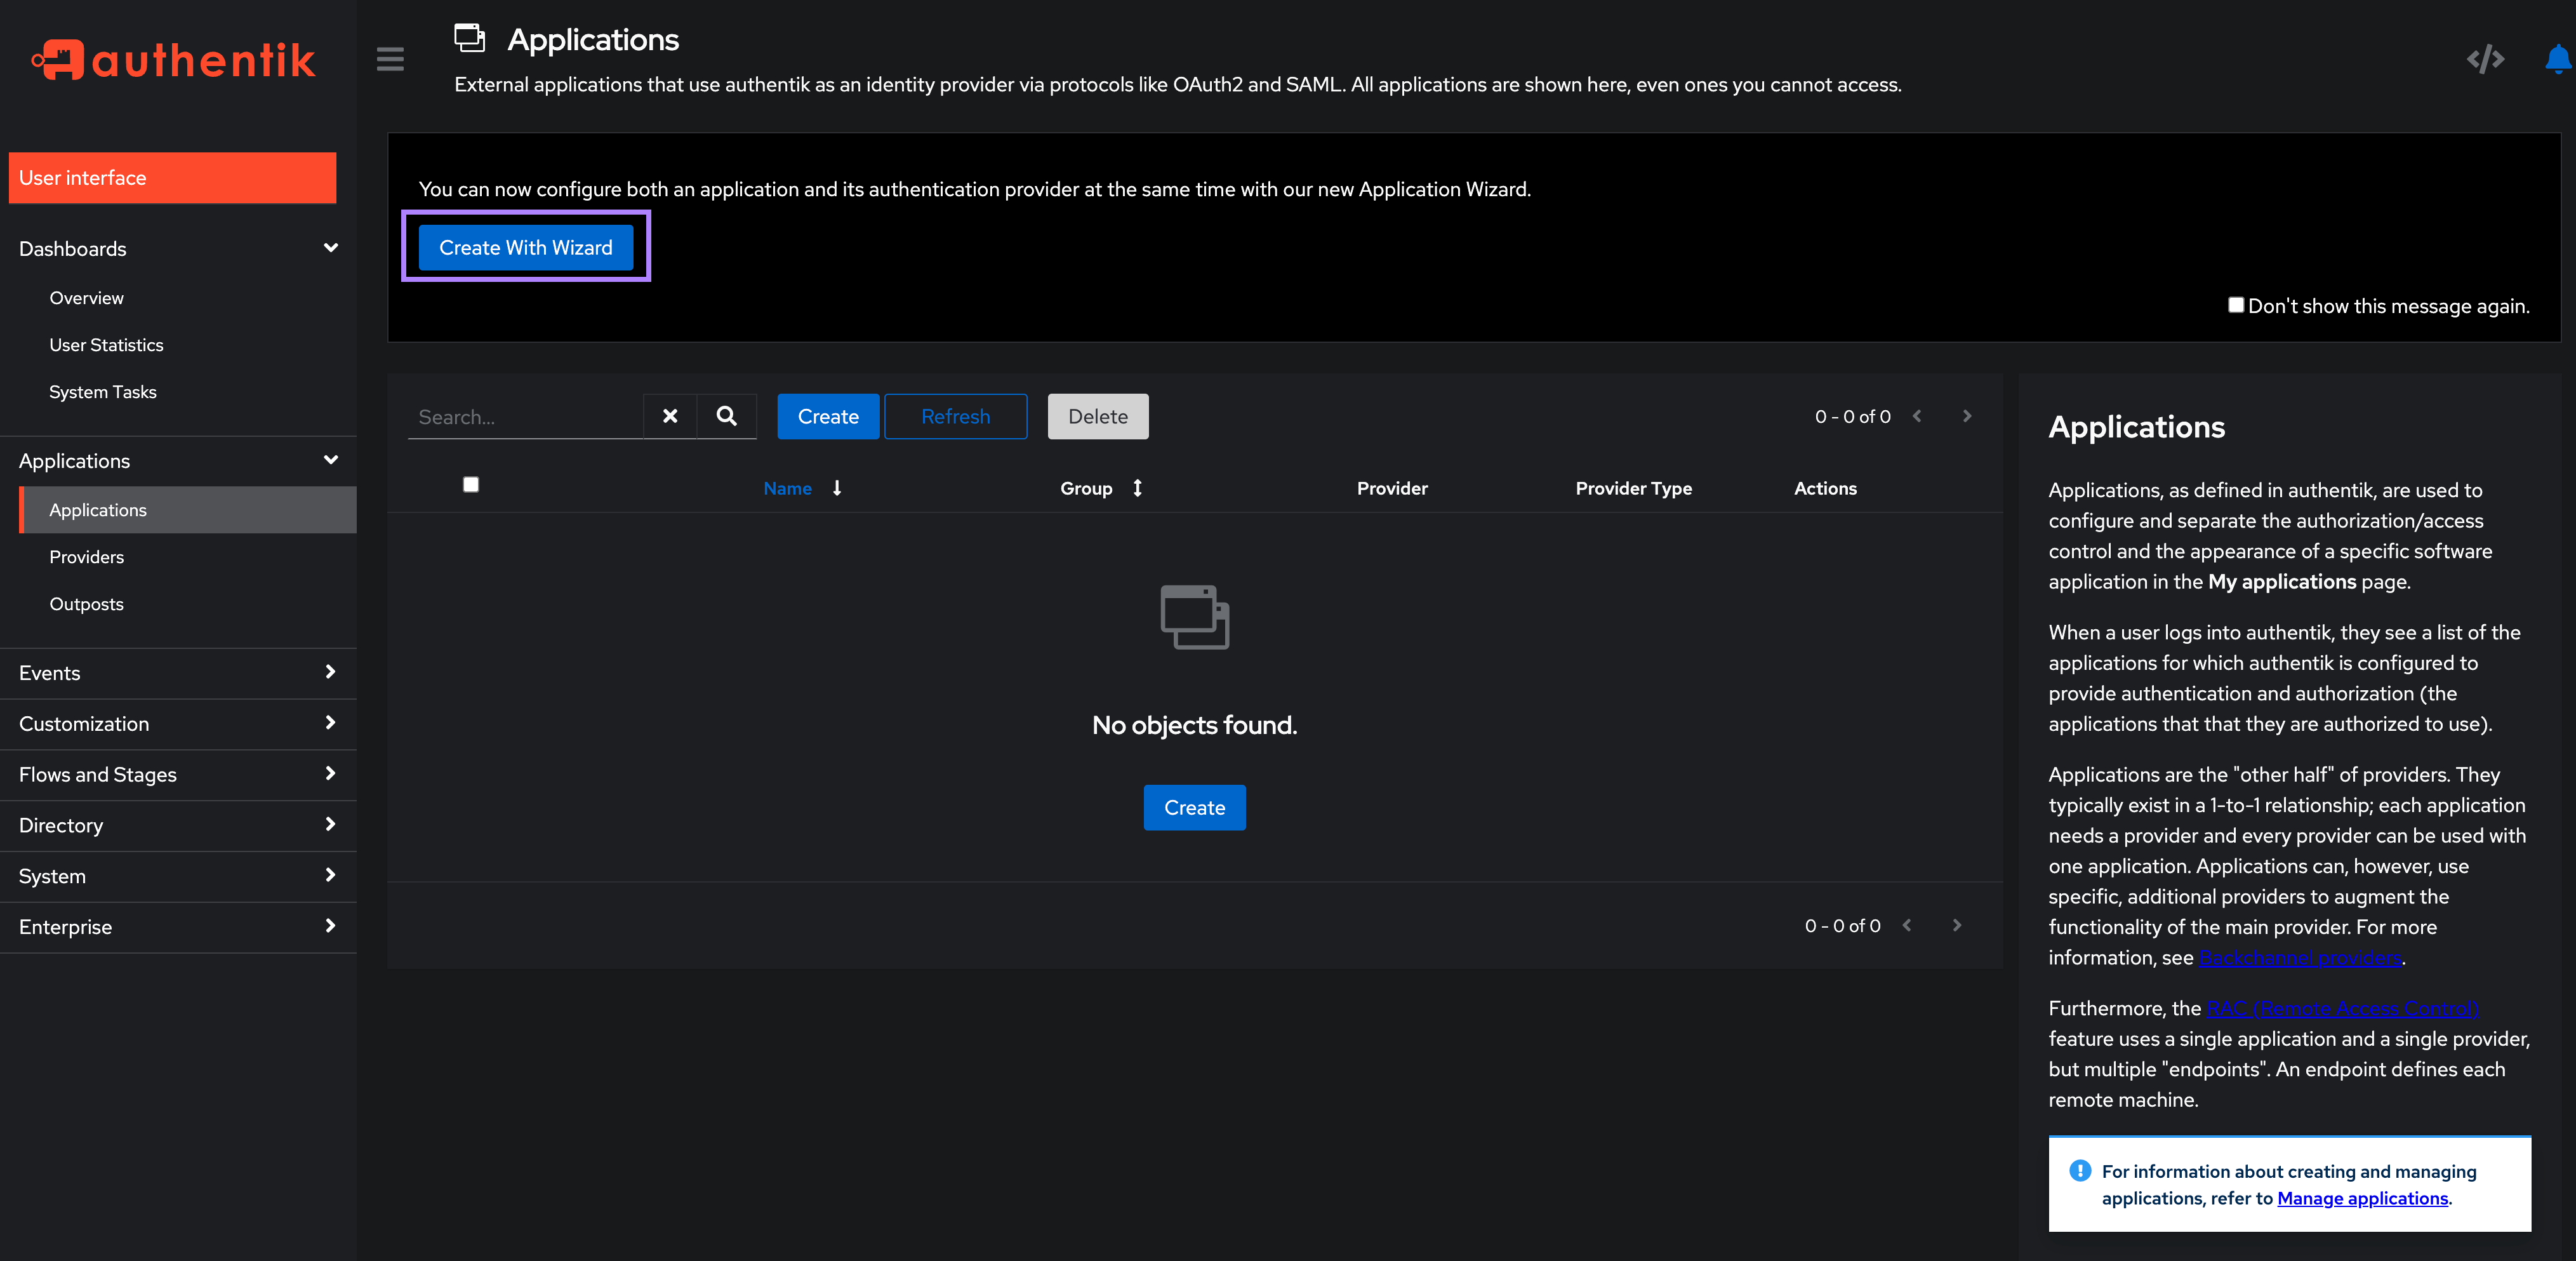 authentik
User interface
Dashboards
Overview
User Statistics
System Tasks
Applications
Applications
Providers
Outposts
Events
Customization
Flows and Stages
Directory
System
Enterprise
Applications
External applications that use authentik as an identity provider via protocols like OAuth2 and SAML. All applications are shown here, even ones you cannot access.
You can now configure both an application and its authentication provider at the same time with our new Application Wizard.
Create With Wizard
Don't show this message again.
Search...
Create
Refresh
Delete
0 - 0 of 0
Name
Group
Provider
Provider Type
Actions
No objects found.
Create
0 - 0 of 0
Applications
Applications, as defined in authentik, are used to
configure and separate the authorization/access
control and the appearance of a specific software
application in the My applications page.
When a user logs into authentik, they see a list of the
applications for which authentik is configured to
provide authentication and authorization (the
applications that that they are authorized to use).
Applications are the "other half" of providers. They
typically exist in a 1-to-1 relationship; each application
needs a provider and every provider can be used with
one application. Applications can, however, use
specific, additional providers to augment the
functionality of the main provider. For more
information, see Backchannel providers.
Furthermore, the RAC (Remote Access Control)
feature uses a single application and a single provider,
but multiple "endpoints". An endpoint defines each
remote machine.
For information about creating and managing
applications, refer to Manage applications.